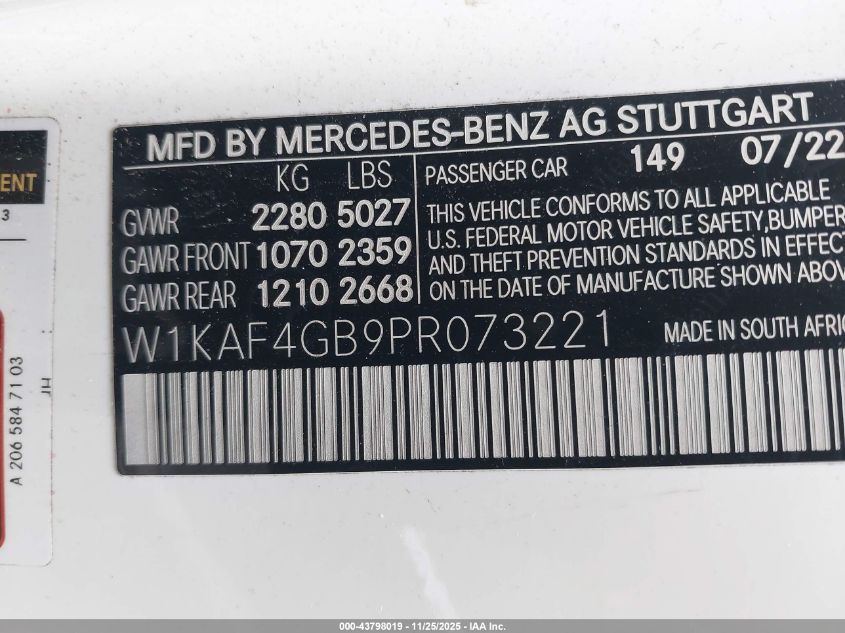 MFD BY MERCEDES-BENZ AG STUTTGART
KG LBS
GVWR 2280 5027
GAWR FRONT 1070 2359
GAWR REAR 1210 2668
PASSENGER CAR 149 07/22
THIS VEHICLE CONFORMS TO ALL APPLICABLE
U.S. FEDERAL MOTOR VEHICLE SAFETY, BUMPER
AND THEFT PREVENTION STANDARDS IN EFFECT
ON THE DATE OF MANUFACTURE SHOWN ABOVE
W1KAF4GB9PR073221 MADE IN SOUTH AFRIC
ENT
3
JH
A 206 584 71 03
000-43798019 - 11/25/2025 - IAA Inc.